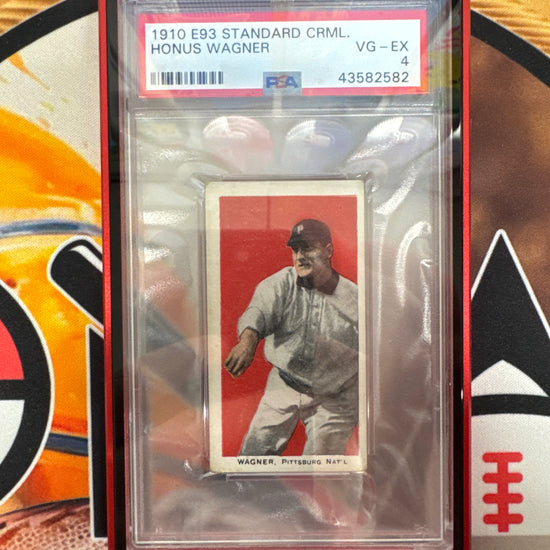 1910 E93 STANDARD CRML.
HONUS WAGNER VG-EX
4
PSA 43582582
P
WAGNER, PITTSBURG NAT'L